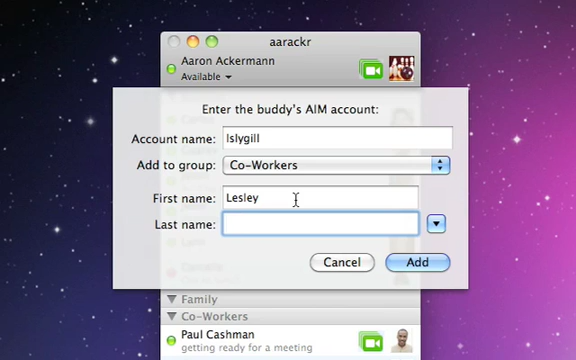 aarackr
Aaron Ackermann
Available
Enter the buddy's AIM account:
Account name: lslygill
Add to group: Co-Workers
First name: Lesley
Last name:
Cancel Add
Family
Co-Workers
Paul Cashman
getting ready for a meeting